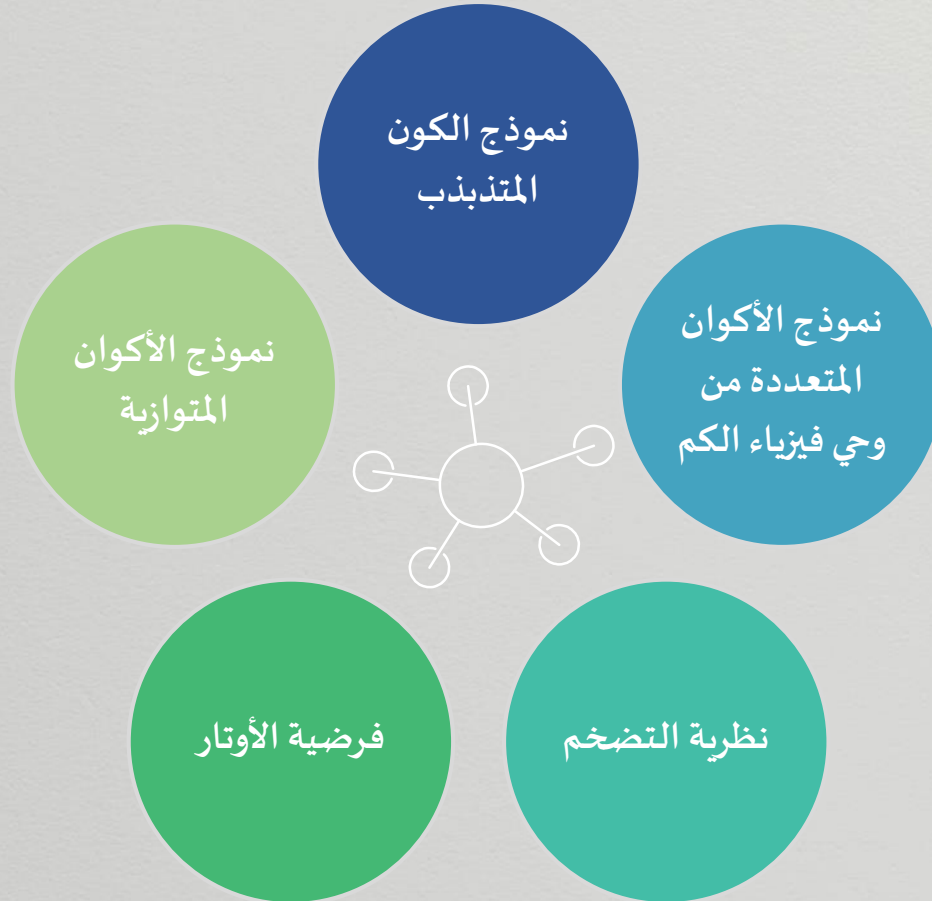 نموذج الكون
المتذبذب
نموذج الأكوان
المتعددة من
وحي فيزياء الكم
نظرية التضخم
فرضية الأوتار
نموذج الأكوان
المتوازية